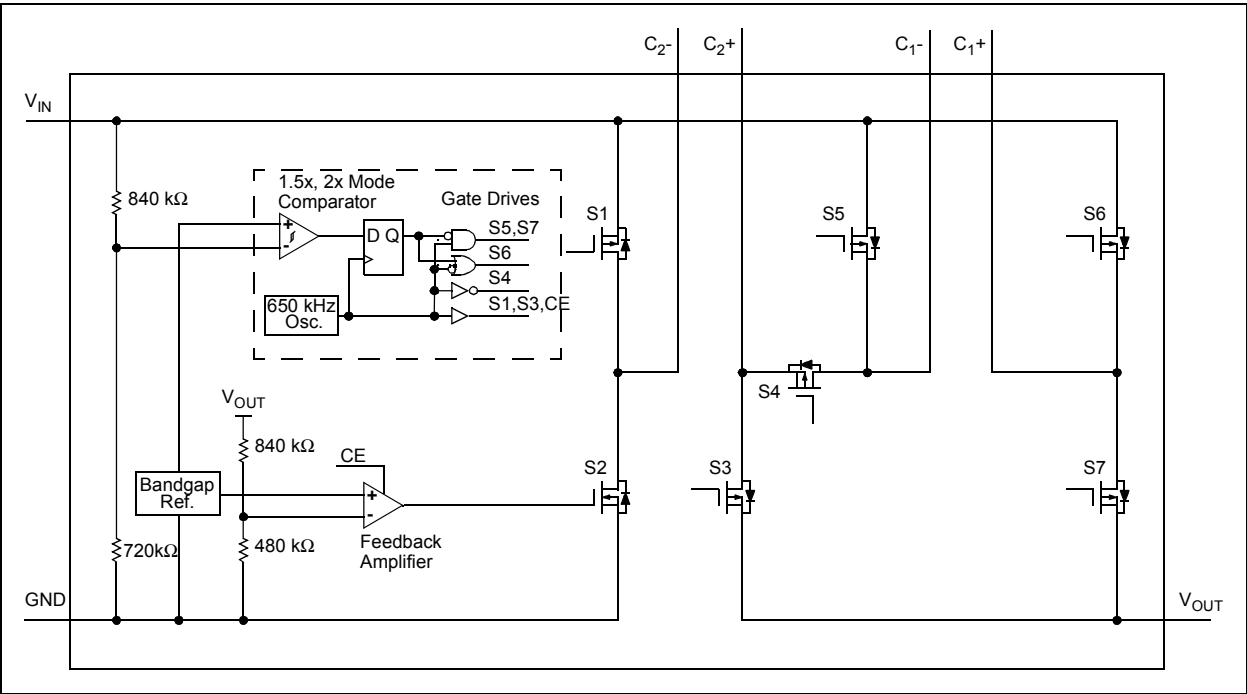 C2- C2+ C1- C1+
VIN
840 kΩ
1.5x, 2x Mode
Comparator
Gate Drives
+
-
D Q
S5,S7
S6
S4
S1,S3,CE
650 kHz
Osc.
S1
S5
S6
S4
VOUT
840 kΩ
CE
Bandgap
Ref.
+
-
S2
S3
S7
720kΩ
480 kΩ
Feedback
Amplifier
GND
VOUT